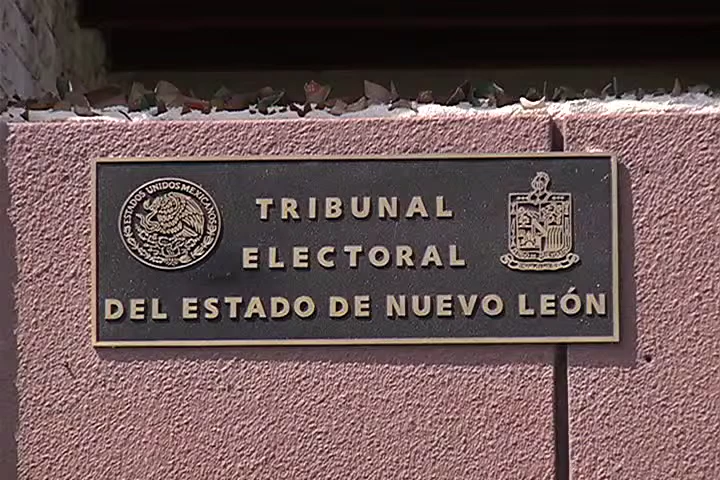 ESTADOS UNIDOS MEXICANOS
TRIBUNAL
ELECTORAL
DEL ESTADO DE NUEVO LEÓN